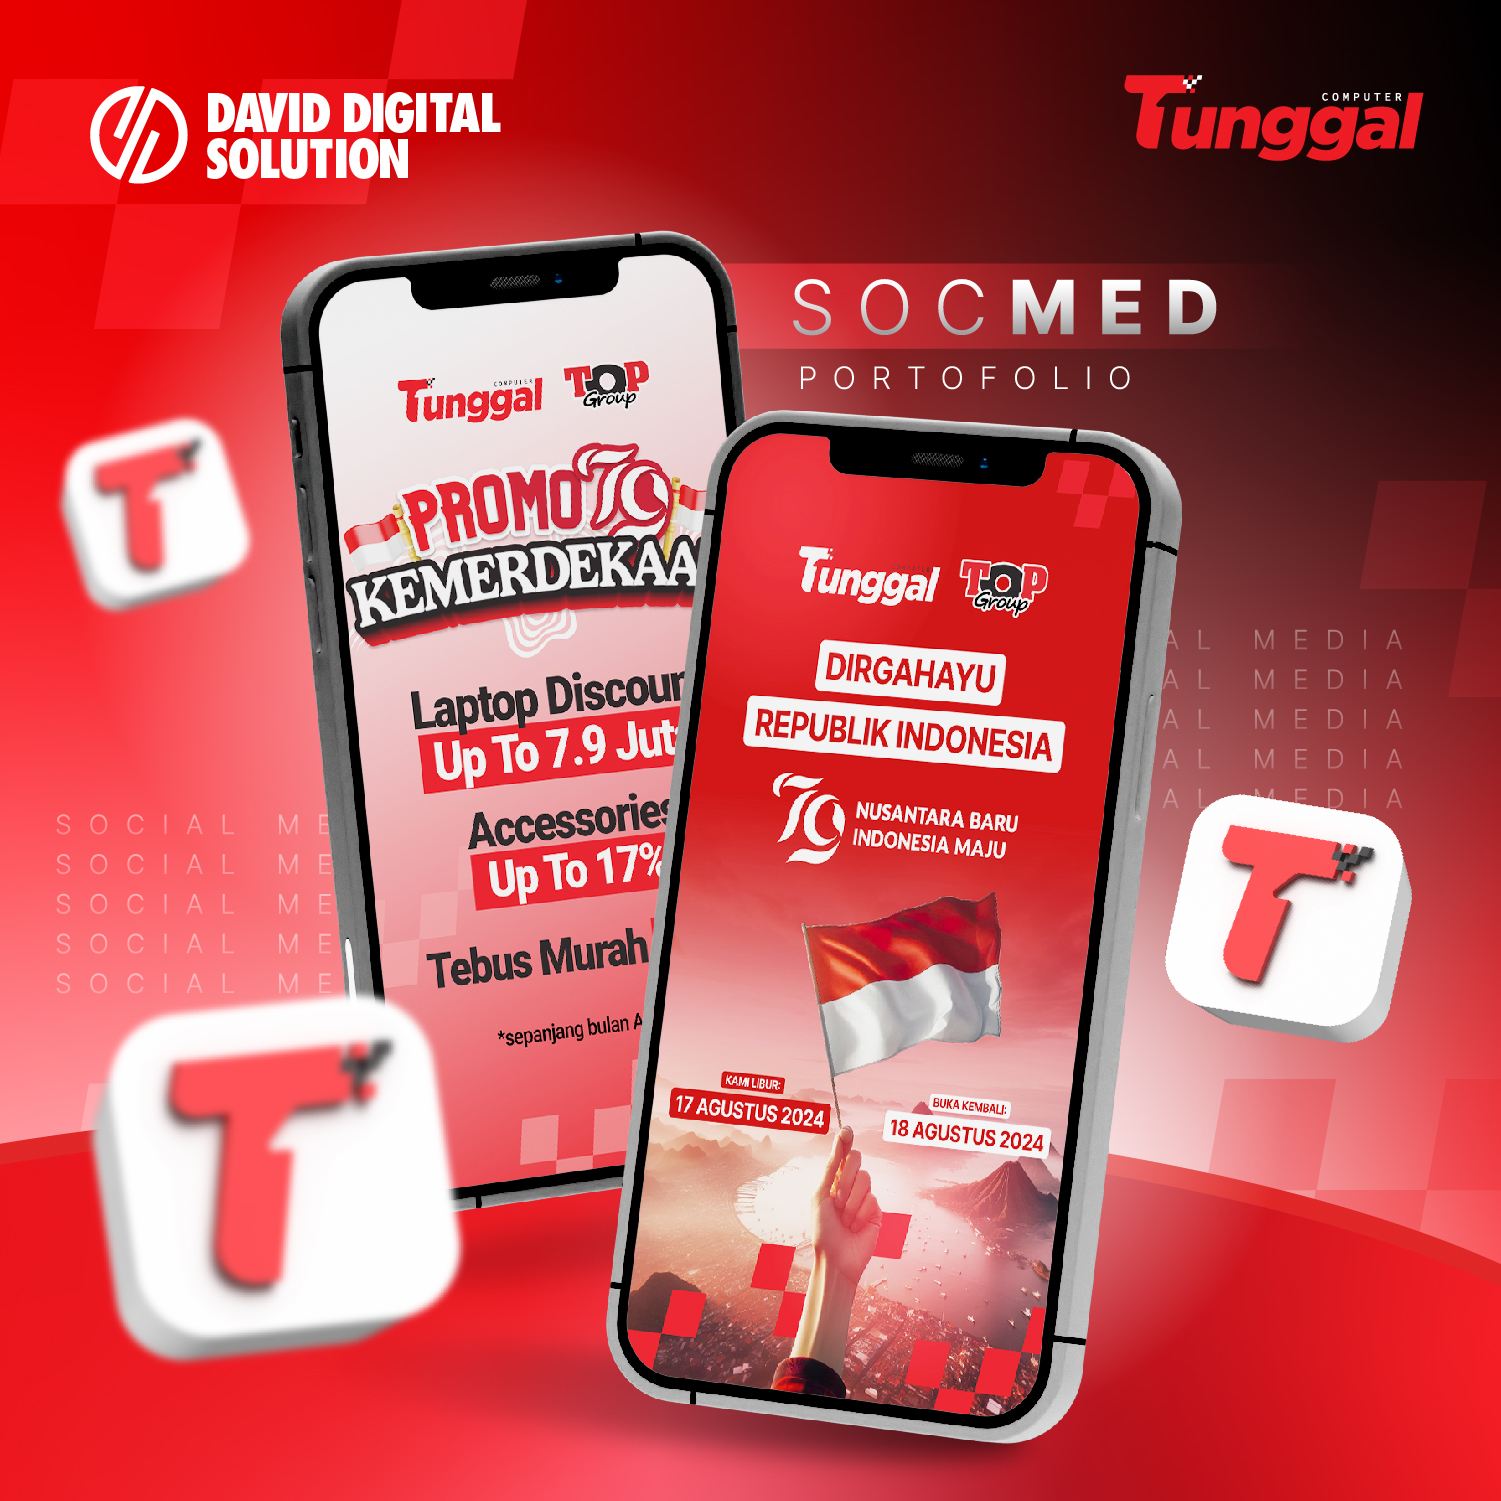 DAVID DIGITAL
SOLUTION
COMPUTER
Tunggal
SOCMED
PORTOFOLIO
COMPUTER
Tunggal
TOP
Group
PROMO 79
KEMERDEKAA
Laptop Discoun
Up To 7.9 Juta
Accessories
Up To 17%
Tebus Murah
*sepanjang bulan A
Tunggal
TOP
Group
DIRGAHAYU
REPUBLIK INDONESIA
79
NUSANTARA BARU
INDONESIA MAJU
KAMI LIBUR:
17 AGUSTUS 2024
BUKA KEMBALI:
18 AGUSTUS 2024
AL MEDIA
AL MEDIA
AL MEDIA
AL MEDIA
AL MEDIA
SOCIAL ME
SOCIAL ME
SOCIAL ME
SOCIAL ME
SOCIAL ME
T
T
T